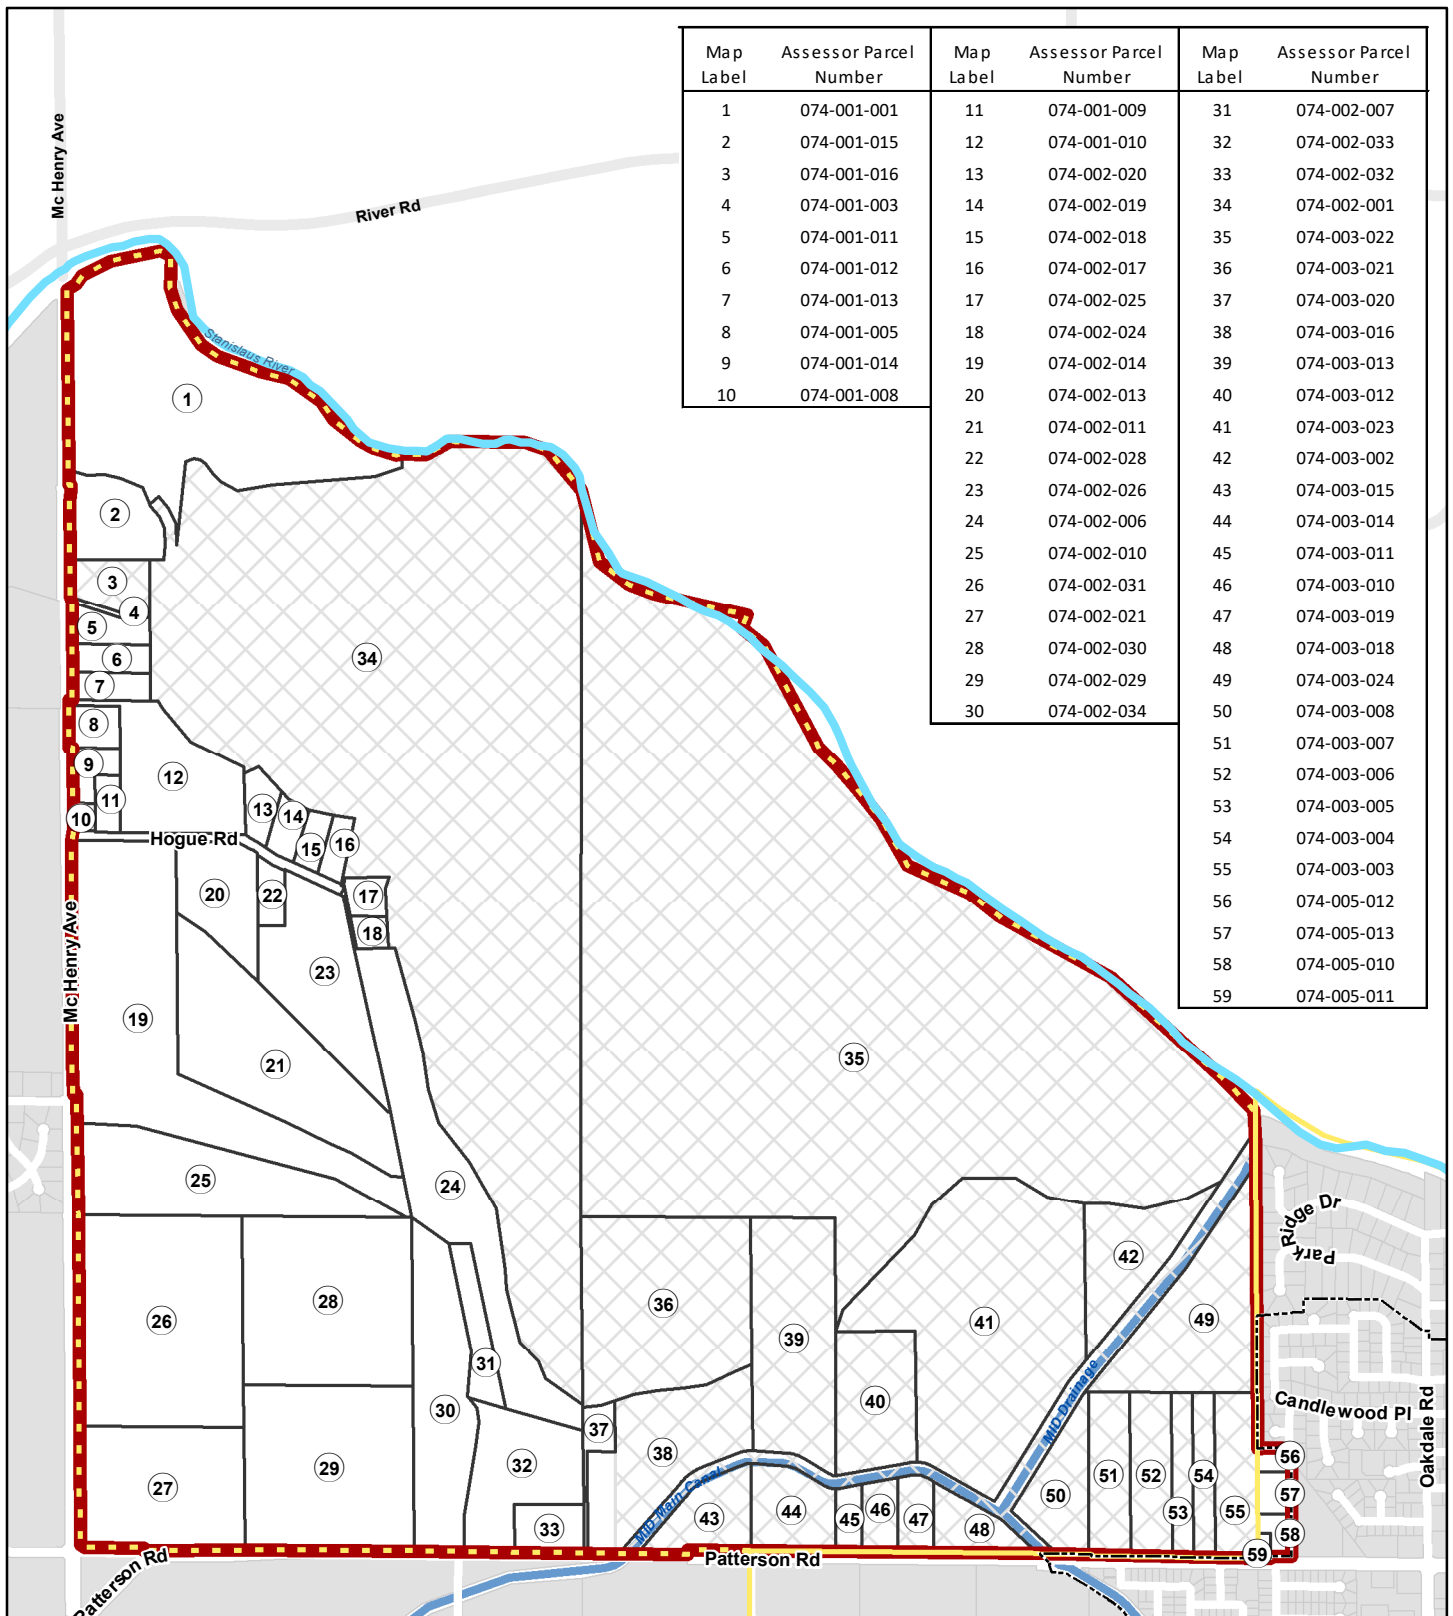 Map Label Assessor Parcel Number Map Label Assessor Parcel Number Map Label Assessor Parcel Number
1 074-001-001 11 074-001-009 31 074-002-007
2 074-001-015 12 074-001-010 32 074-002-033
3 074-001-016 13 074-002-020 33 074-002-032
4 074-001-003 14 074-002-019 34 074-002-001
5 074-001-011 15 074-002-018 35 074-003-022
6 074-001-012 16 074-002-017 36 074-003-021
7 074-001-013 17 074-002-025 37 074-003-020
8 074-001-005 18 074-002-024 38 074-003-016
9 074-001-014 19 074-002-014 39 074-003-013
10 074-001-008 20 074-002-013 40 074-003-012
21 074-002-011 41 074-003-023
22 074-002-028 42 074-003-002
23 074-002-026 43 074-003-015
24 074-002-006 44 074-003-014
25 074-002-010 45 074-003-011
26 074-002-031 46 074-003-010
27 074-002-021 47 074-003-019
28 074-002-030 48 074-003-018
29 074-002-029 49 074-003-024
30 074-002-034 50 074-003-008
51 074-003-007
52 074-003-006
53 074-003-005
54 074-003-004
55 074-003-003
56 074-005-012
57 074-005-013
58 074-005-010
59 074-005-011
Mc Henry Ave
River Rd
Stanislaus River
1
2
3
4
5
6
7
8
9
10
11
12
13
14
15
16
Hogue Rd
17
18
19
20
21
22
23
24
25
26
27
28
29
30
31
32
33
34
35
36
37
38
39
40
41
42
43
44
45
46
47
48
49
50
51
52
53
54
55
56
57
58
59
Mc Henry Ave
MID Main Canal
MID Drainage
Park Ridge Dr
Candlewood Pl
Oakdale Rd
Patterson Rd
Patterson Rd